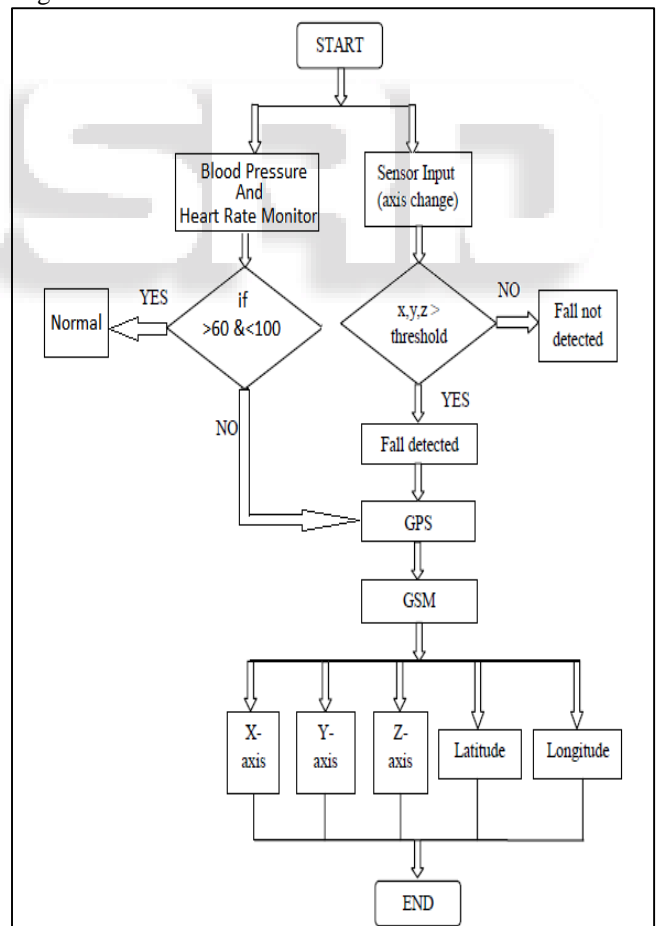 START
Blood Pressure
And
Heart Rate Monitor
Sensor Input
(axis change)
if
>60 &<100
YES
Normal
x,y,z >
threshold
NO
Fall not
detected
YES
NO
Fall detected
GPS
GSM
X-
axis
Y-
axis
Z-
axis
Latitude
Longitude
END